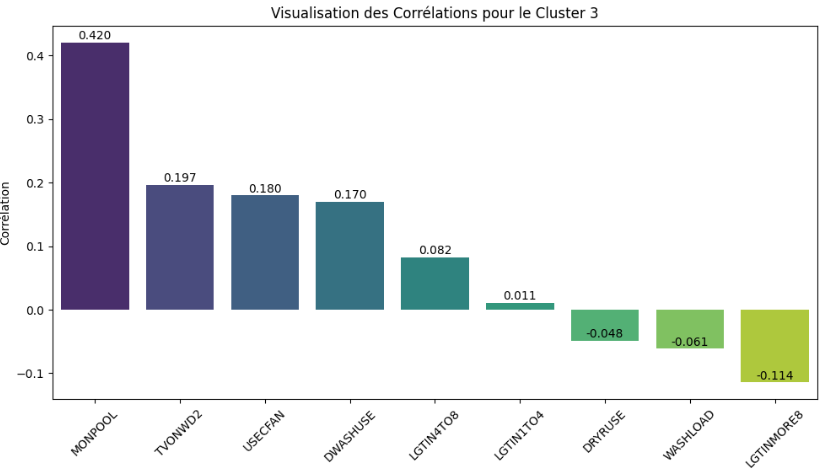 Visualisation des Corrélations pour le Cluster 3
Corrélation
0.4
0.3
0.2
0.1
0.0
−0.1
0.420
0.197
0.180
0.170
0.082
0.011
-0.048
-0.061
-0.114
MONPOOL
TVONWD2
USECFAN
DWASHUSE
LGTIN4TO8
LGTIN1TO4
DRYRUSE
WASHLOAD
LGTINMORE8